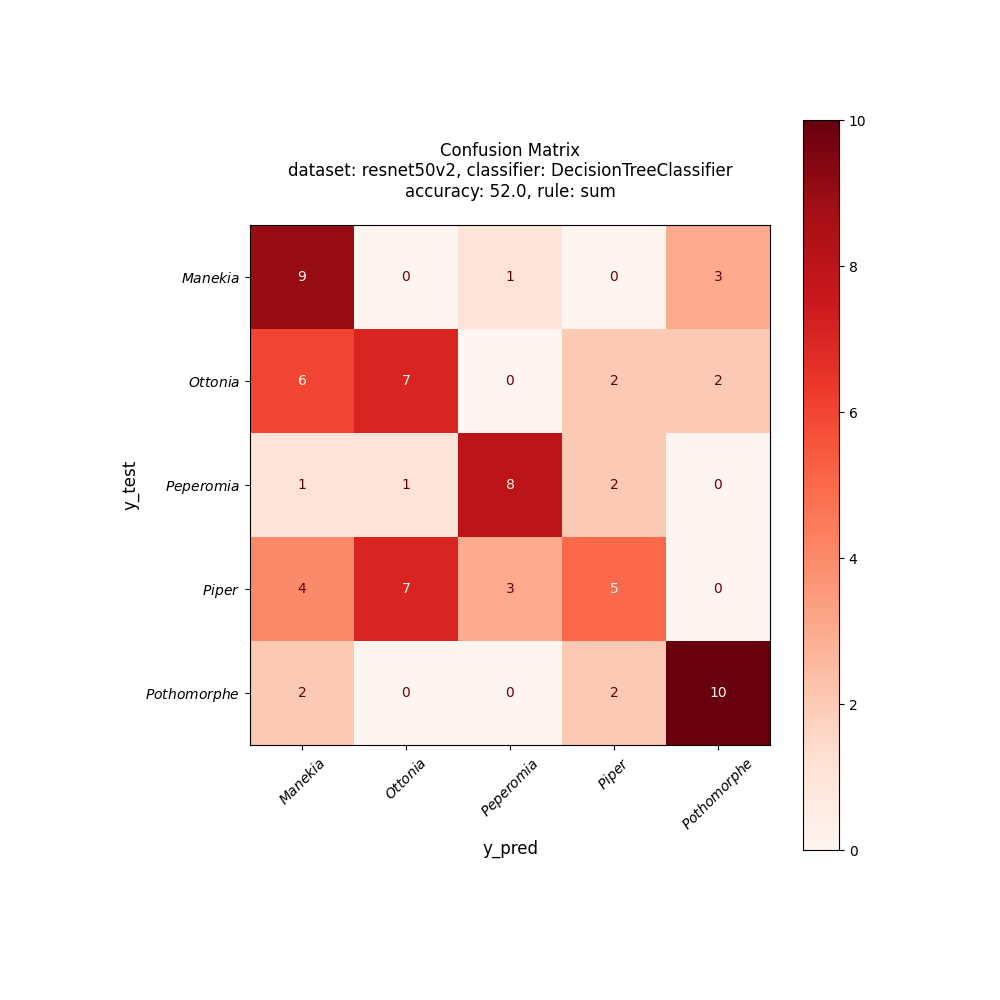 Confusion Matrix
dataset: resnet50v2, classifier: DecisionTreeClassifier
accuracy: 52.0, rule: sum
y_test
Manekia 9 0 1 0 3
Ottonia 6 7 0 2 2
Peperomia 1 1 8 2 0
Piper 4 7 3 5 0
Pothomorphe 2 0 0 2 10
Manekia Ottonia Peperomia Piper Pothomorphe
y_pred
10
8
6
4
2
0